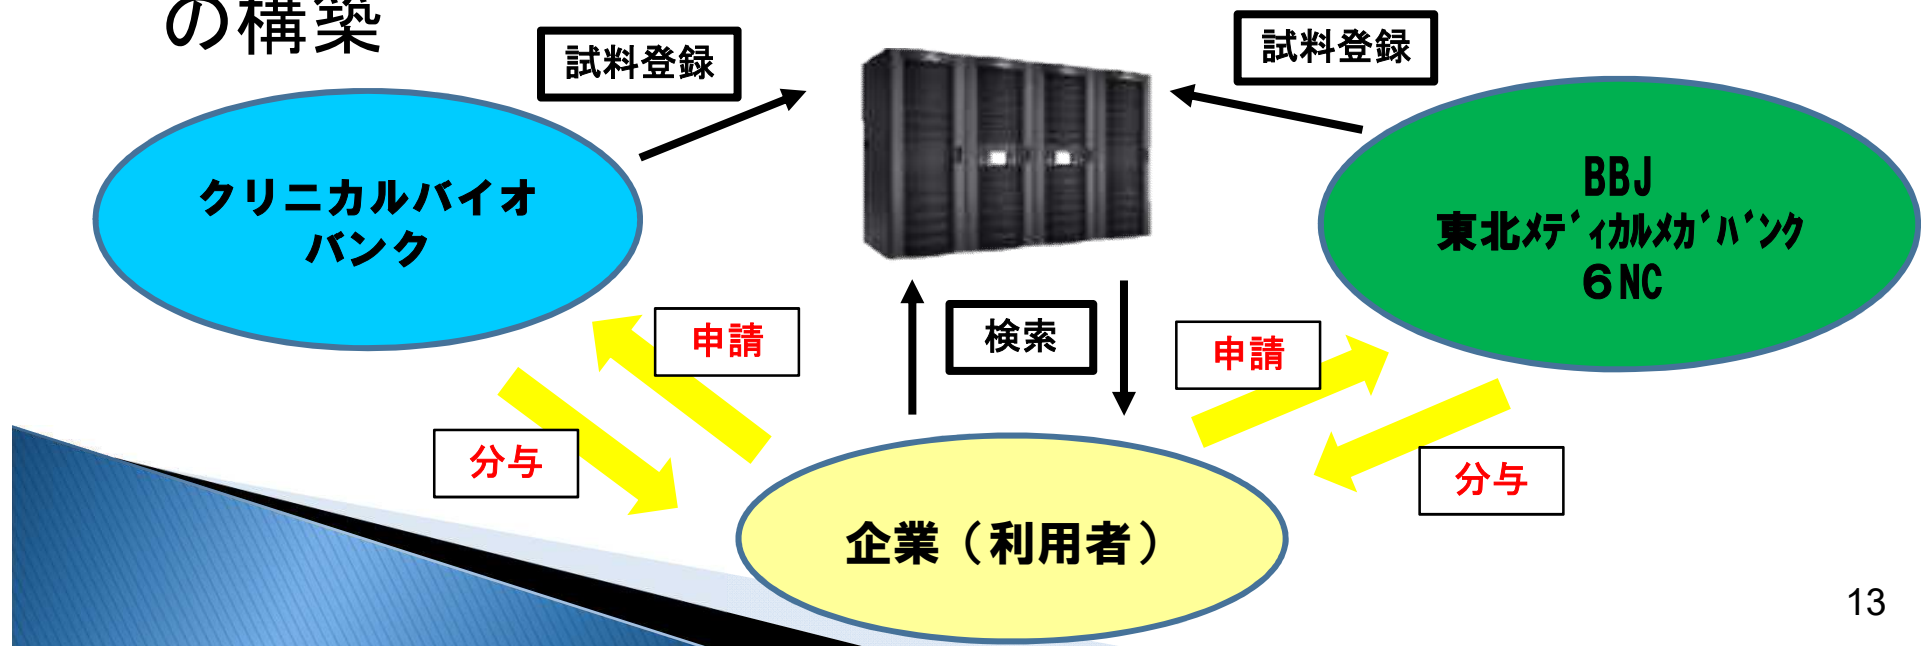 の構築
試料登録
試料登録
クリニカルバイオ
バンク
BBJ
東北ﾒﾃﾞｨｶﾙﾒｶﾞﾊﾞﾝｸ
６NC
申請
検索
申請
分与
分与
企業（利用者）
13